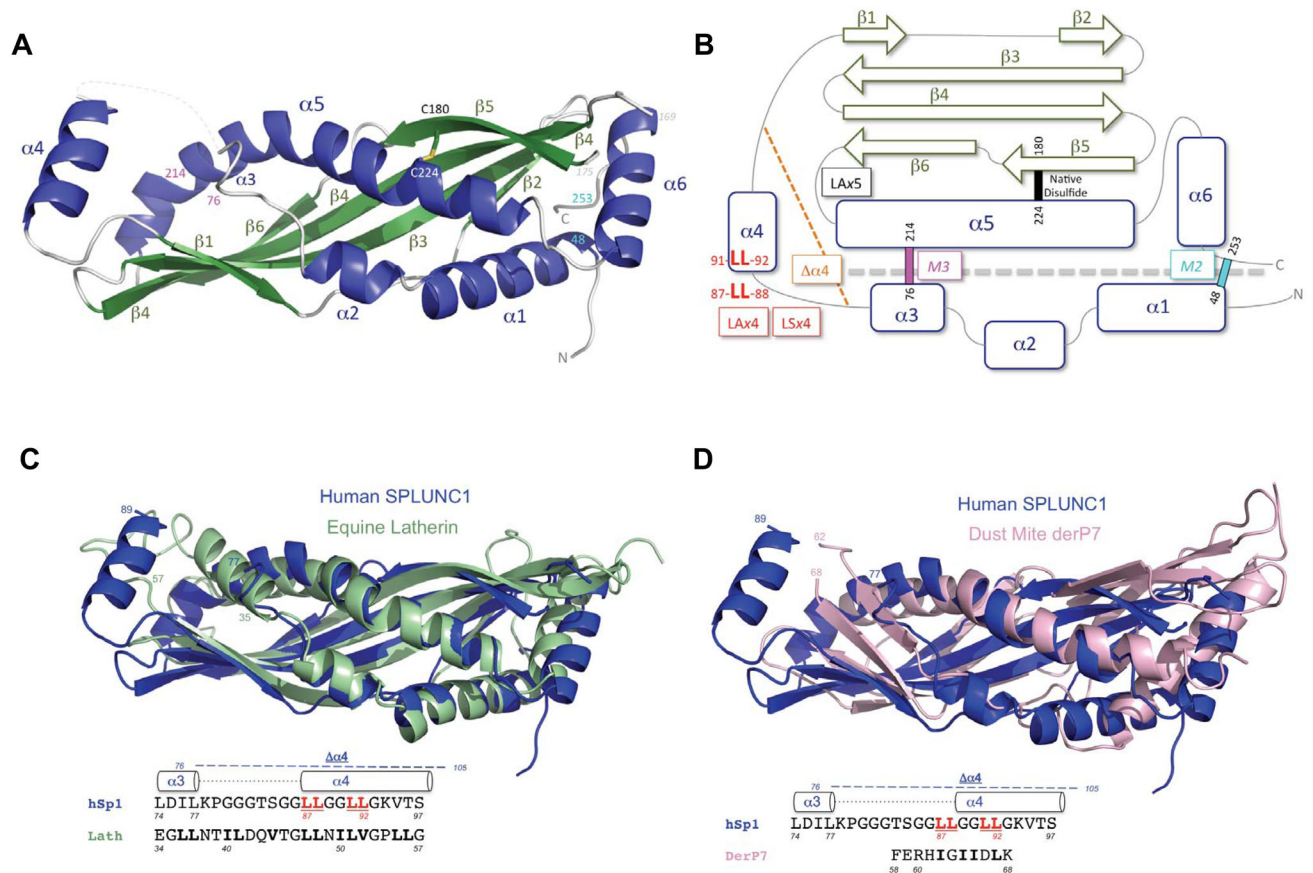 A
α4
α5
C180
β5
β4
169
α3
214
76
C224
β2
175
α6
253
C
β4
β6
β3
48
β1
β4
α2
α1
N
B
β1
β2
β3
β4
β6
β5
180
LAx5
Native
Disulfide
224
α6
α4
α5
91-LL-92
214
253
Δα4
M3
M2
C
87-LL-88
76
48
N
LAx4
LSx4
α3
α1
α2
C
Human SPLUNC1
Equine Latherin
89
77
57
35
Δα4
76
105
α3
α4
hSp1
LDILKPGGGTSGGLLGGLLGKVTS
74
77
87
92
97
Lath
EGLLNTILDQVTGLLNILVGPLLG
34
40
50
57
D
Human SPLUNC1
Dust Mite derP7
89
62
68
77
Δα4
76
105
α3
α4
hSp1
LDILKPGGGTSGGLLGGLLGKVTS
74
77
87
92
97
DerP7
FERHIGIIDLK
58
60
68